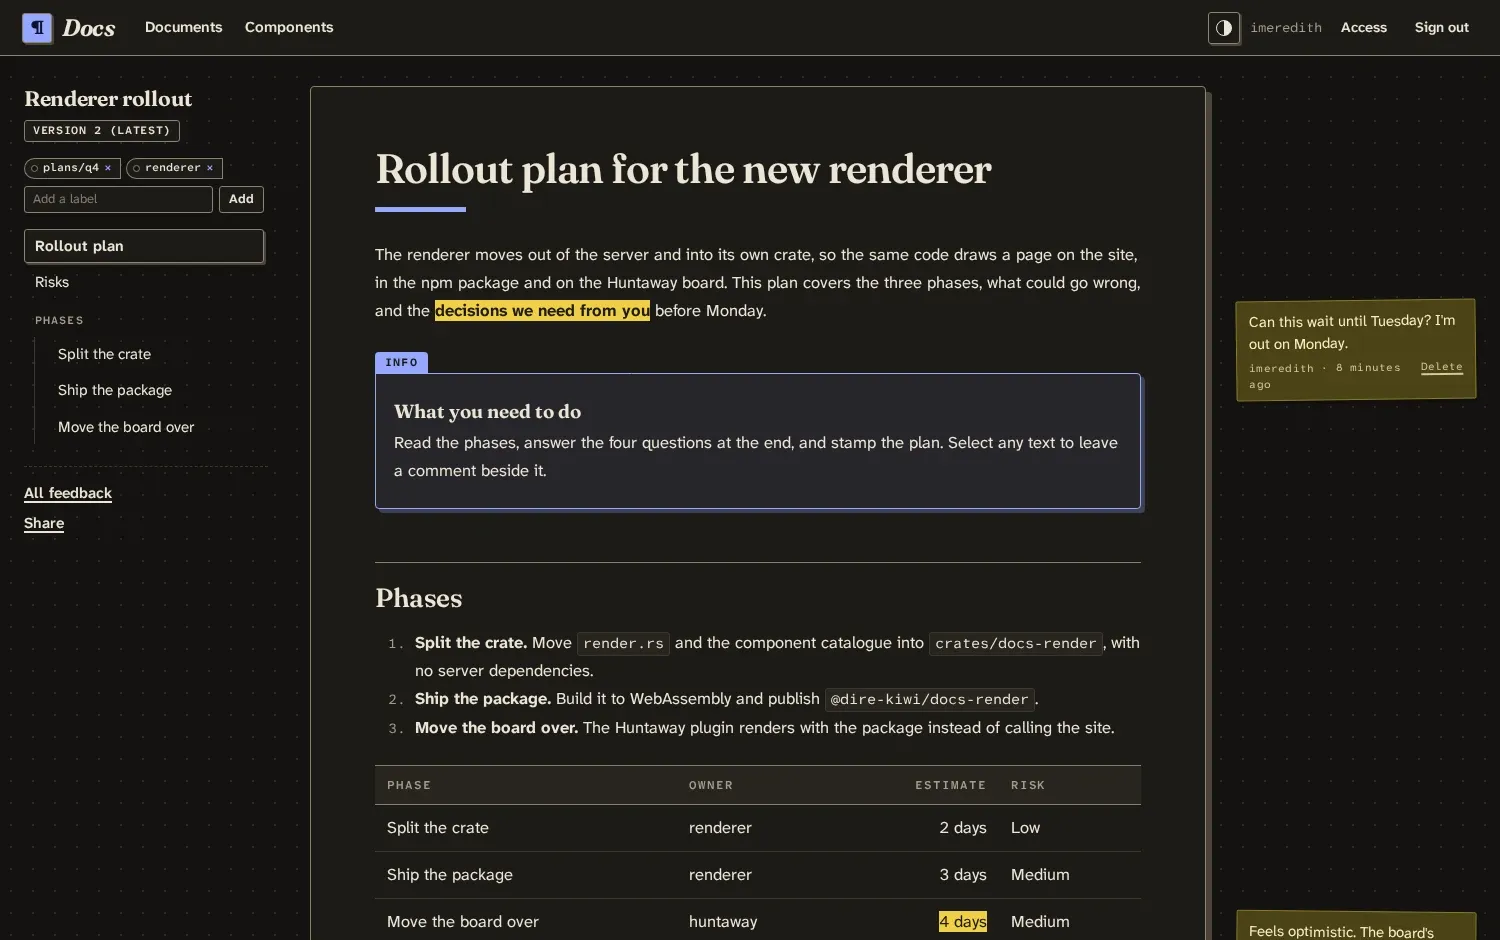 ¶ Docs Documents Components imeredith Access Sign out
Renderer rollout
VERSION 2 (LATEST)
plans/q4 × renderer ×
Add a label Add
Rollout plan
Risks
PHASES
Split the crate
Ship the package
Move the board over
All feedback
Share
Rollout plan for the new renderer
The renderer moves out of the server and into its own crate, so the same code draws a page on the site,
in the npm package and on the Huntaway board. This plan covers the three phases, what could go wrong,
and the decisions we need from you before Monday.
INFO
What you need to do
Read the phases, answer the four questions at the end, and stamp the plan. Select any text to leave
a comment beside it.
Phases
1. Split the crate. Move render.rs and the component catalogue into crates/docs-render, with
no server dependencies.
2. Ship the package. Build it to WebAssembly and publish @dire-kiwi/docs-render.
3. Move the board over. The Huntaway plugin renders with the package instead of calling the site.
PHASE OWNER ESTIMATE RISK
Split the crate renderer 2 days Low
Ship the package renderer 3 days Medium
Move the board over huntaway 4 days Medium
Can this wait until Tuesday? I'm
out on Monday.
imeredith · 8 minutes Delete
ago
Feels optimistic. The board's